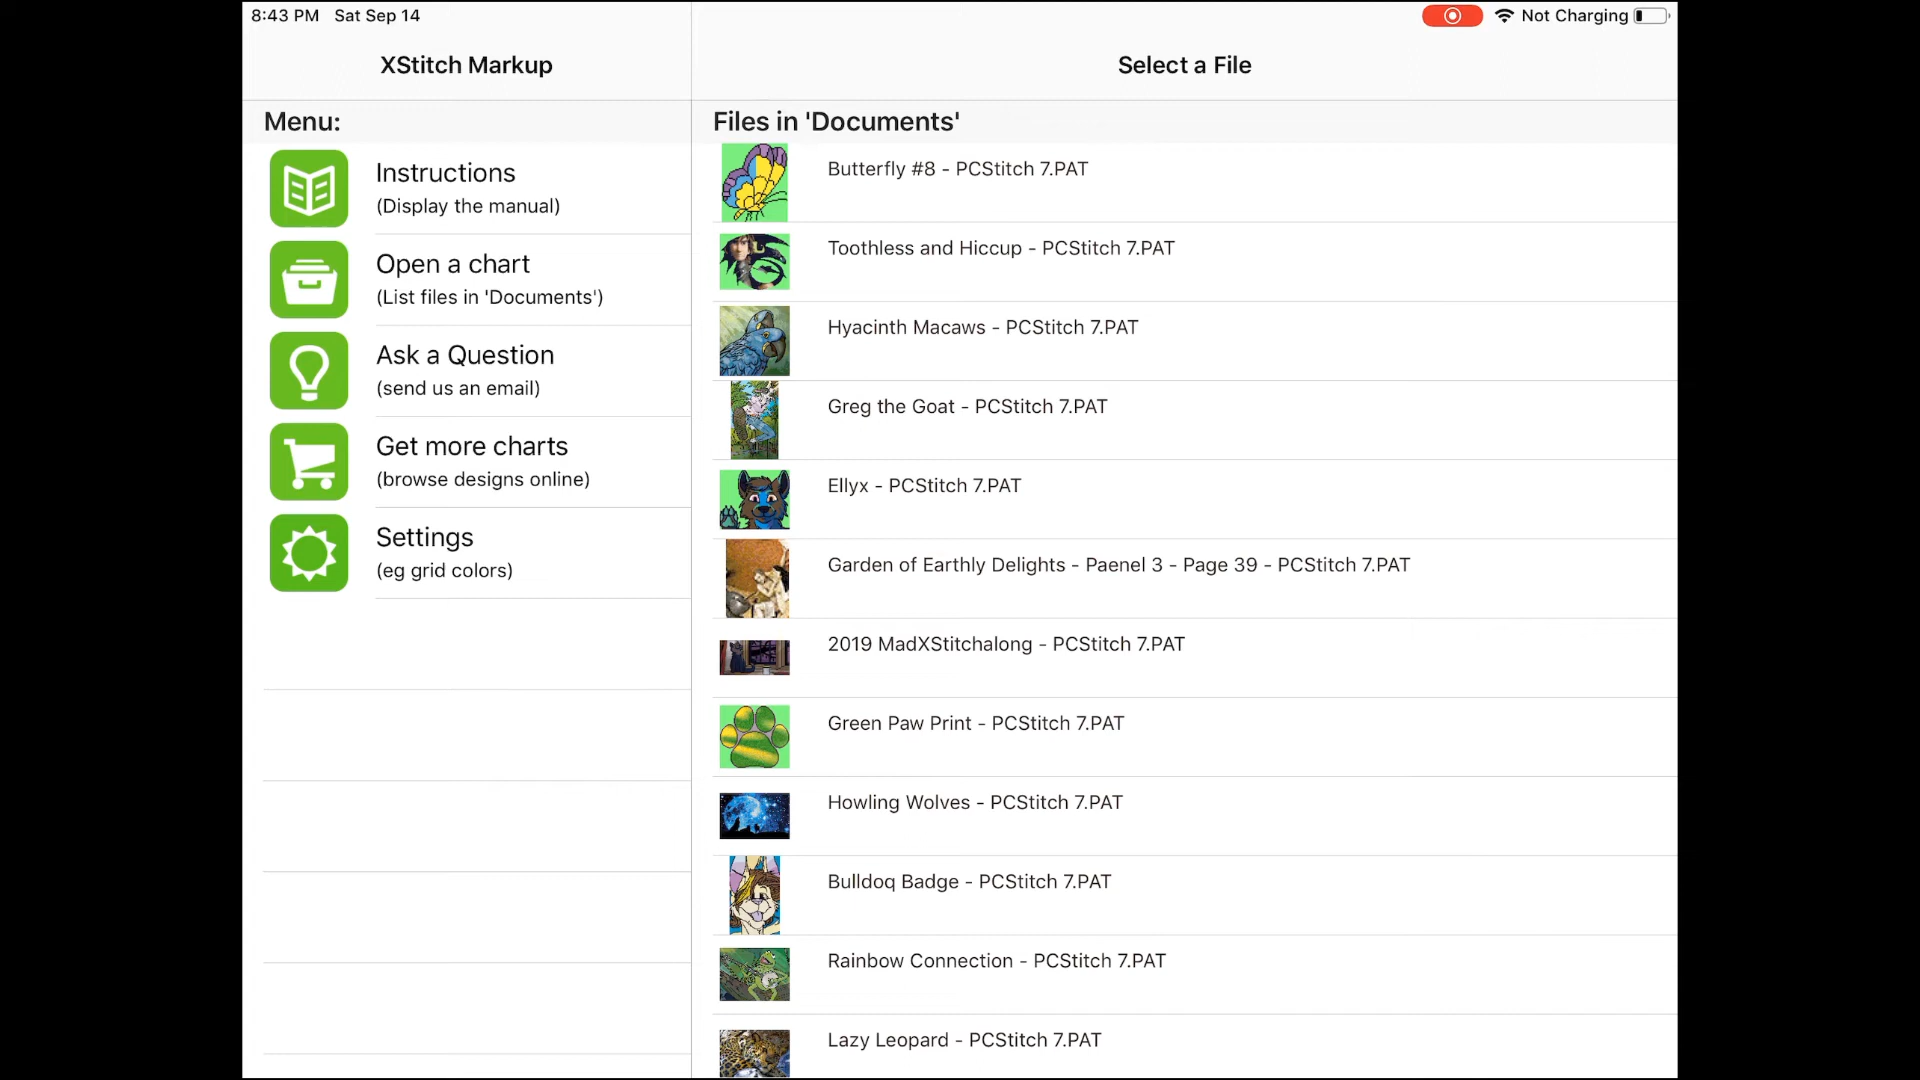 8:43 PM Sat Sep 14
Not Charging
XStitch Markup
Select a File
Menu:
Instructions
(Display the manual)
Open a chart
(List files in 'Documents')
Ask a Question
(send us an email)
Get more charts
(browse designs online)
Settings
(eg grid colors)
Files in 'Documents'
Butterfly #8 - PCStitch 7.PAT
Toothless and Hiccup - PCStitch 7.PAT
Hyacinth Macaws - PCStitch 7.PAT
Greg the Goat - PCStitch 7.PAT
Ellyx - PCStitch 7.PAT
Garden of Earthly Delights - Paenel 3 - Page 39 - PCStitch 7.PAT
2019 MadXStitchalong - PCStitch 7.PAT
Green Paw Print - PCStitch 7.PAT
Howling Wolves - PCStitch 7.PAT
Bulldoq Badge - PCStitch 7.PAT
Rainbow Connection - PCStitch 7.PAT
Lazy Leopard - PCStitch 7.PAT